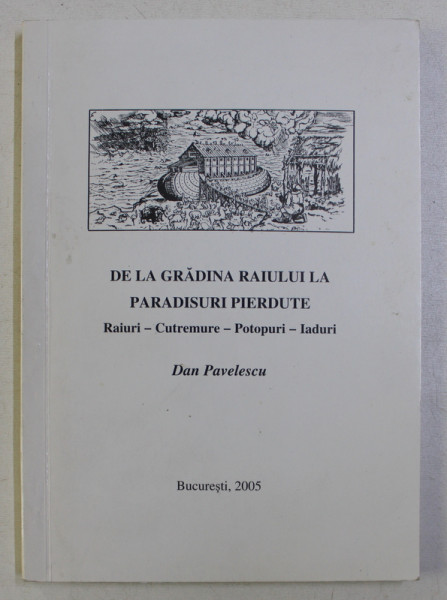 DE LA GRĂDINA RAIULUI LA
PARADISURI PIERDUTE
Raiuri – Cutremure – Potopuri – Iaduri
Dan Pavelescu
București, 2005